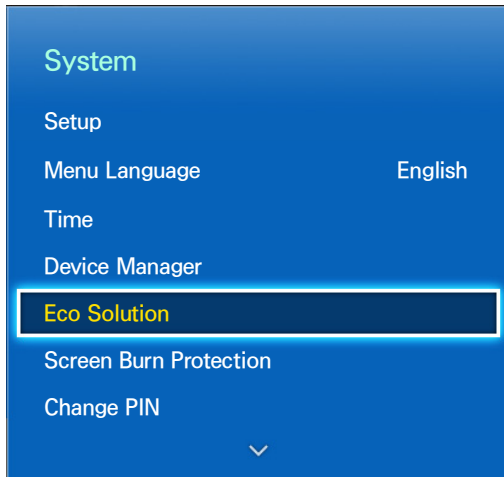 System
Setup
Menu Language English
Time
Device Manager
Eco Solution
Screen Burn Protection
Change PIN